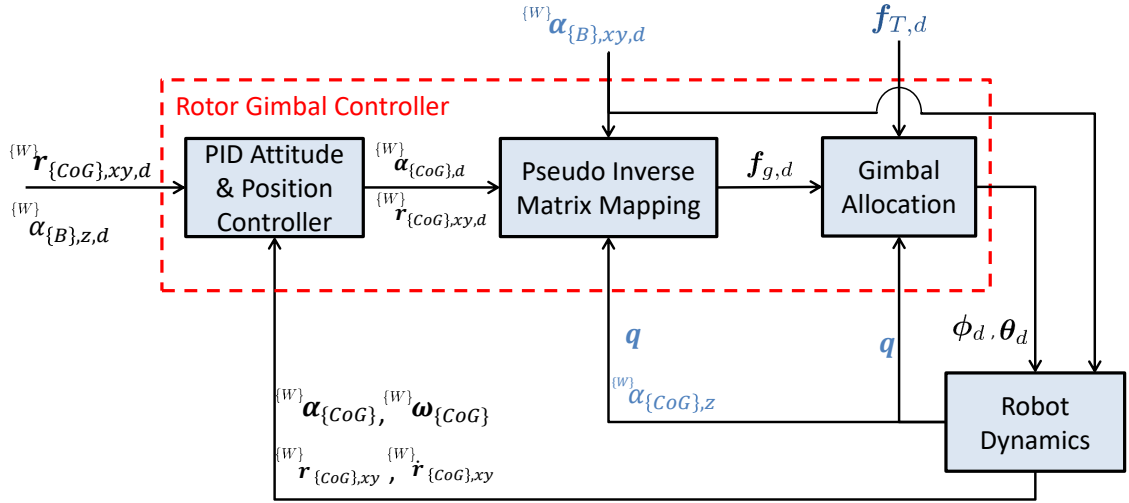 {W}α{B},xy,d
f_T,d
Rotor Gimbal Controller
{W}r{CoG},xy,d
{W}α{B},z,d
PID Attitude
& Position
Controller
{W}α{CoG},d
{W}r{CoG},xy,d
Pseudo Inverse
Matrix Mapping
f_g,d
Gimbal
Allocation
q
{W}α{CoG},z
q
ϕ_d , θ_d
{W}α{CoG}, {W}ω{CoG}
{W}r{CoG},xy , {W}ṙ{CoG},xy
Robot
Dynamics